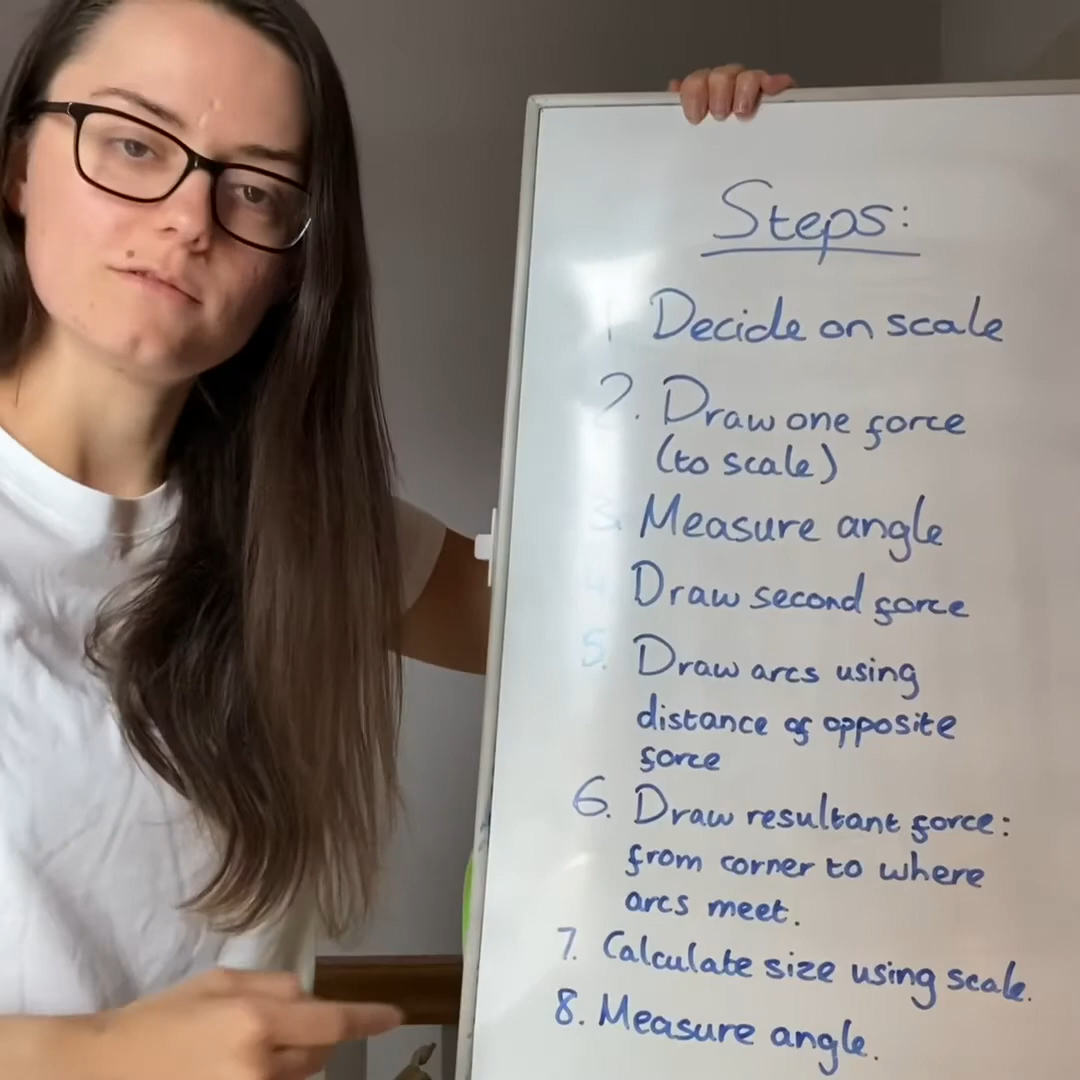 Steps:
1 Decide on scale
2. Draw one force
(to scale)
3. Measure angle
Draw second force
5. Draw arcs using
distance of opposite
force
6. Draw resultant force:
from corner to where
arcs meet.
7. Calculate size using scale.
8. Measure angle.